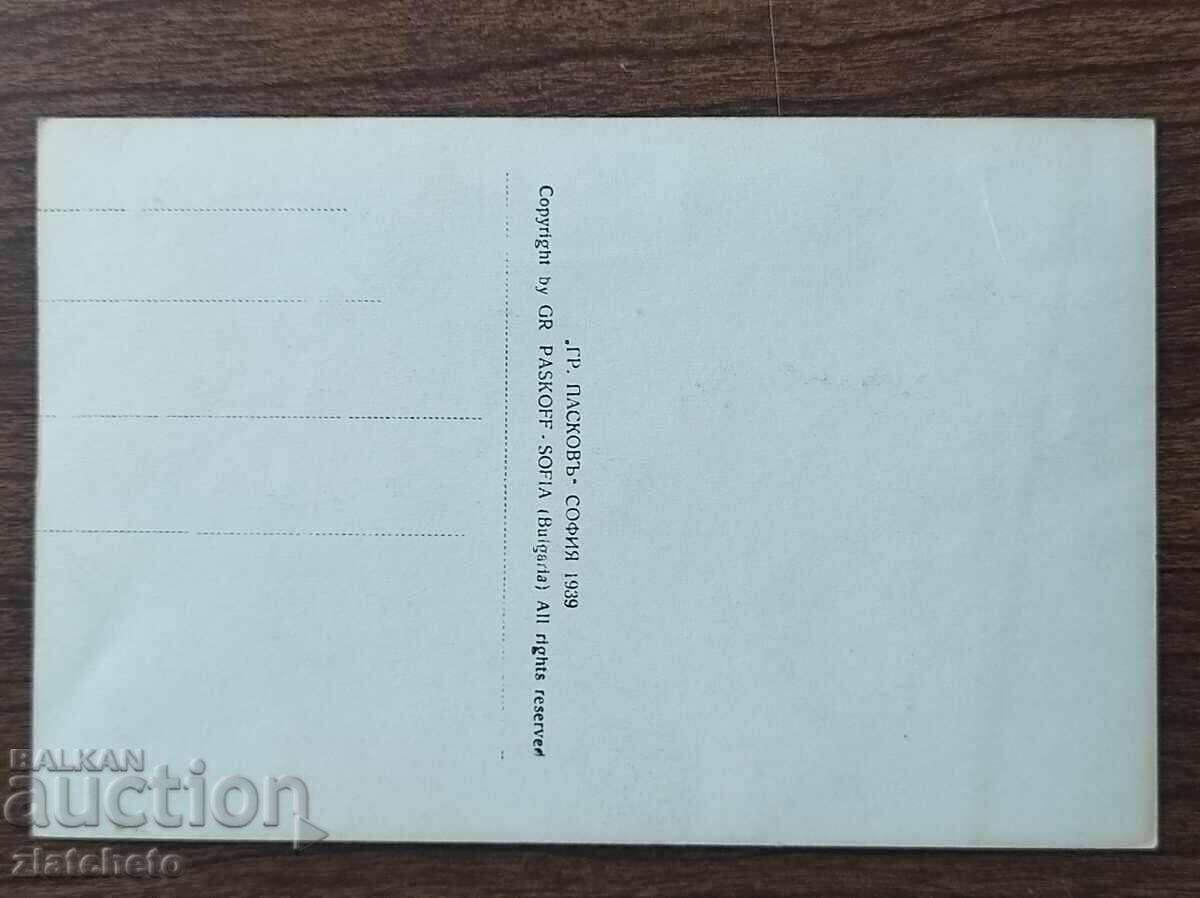 „ГР. ПАСКОВЪ“ СОФИЯ 1939
Copyright by GR PASKOFF - SOFIA (Bulgaria) All rights reserved
BALKAN
auction
zlatcheto